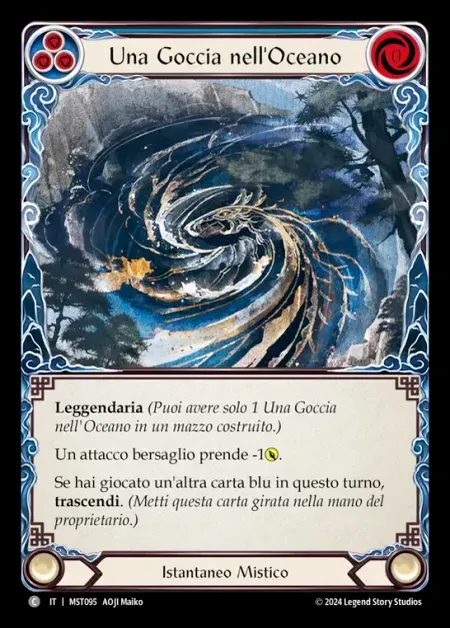 Una Goccia nell'Oceano
0
Leggendaria (Puoi avere solo 1 Una Goccia
nell'Oceano in un mazzo costruito.)
Un attacco bersaglio prende -1.
Se hai giocato un'altra carta blu in questo turno,
trascendi. (Metti questa carta girata nella mano del
proprietario.)
Istantaneo Mistico
C IT | MST095 AOJI Maiko
© 2024 Legend Story Studios